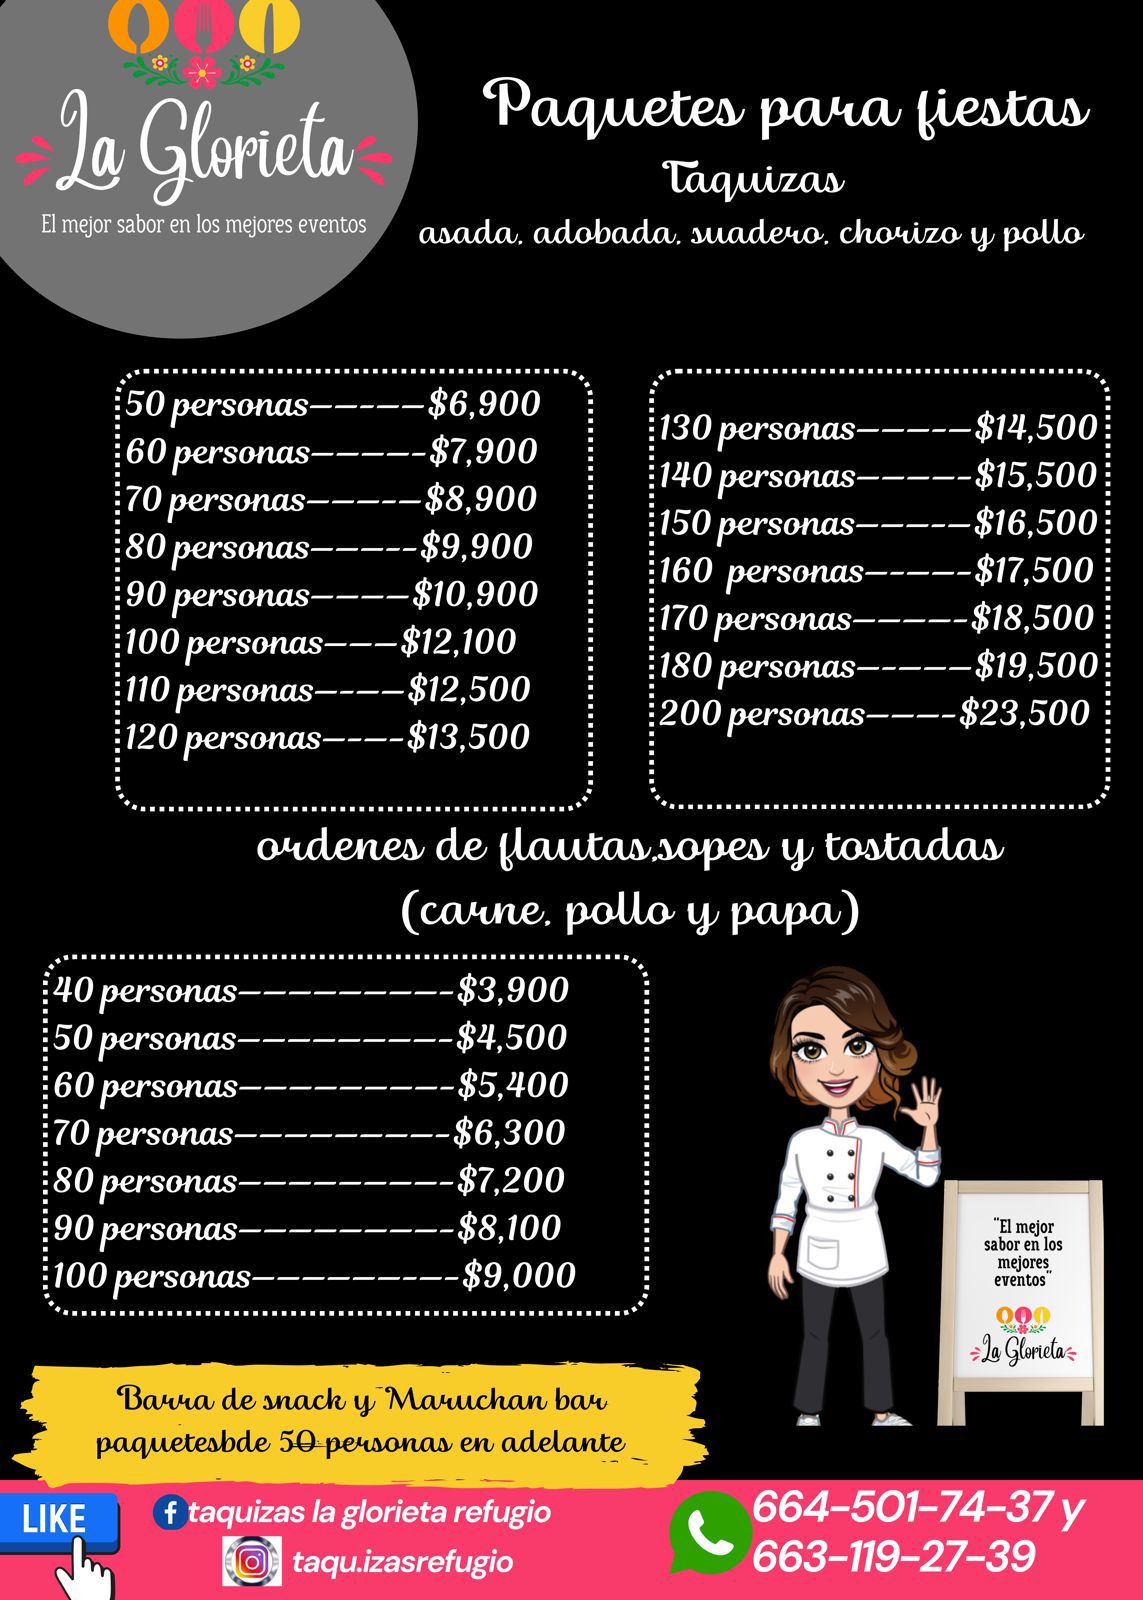 La Glorieta
El mejor sabor en los mejores eventos
Paquetes para fiestas
Taquizas
asada, adobada, suadero, chorizo y pollo
50 personas-----$6,900
60 personas-----$7,900
70 personas-----$8,900
80 personas-----$9,900
90 personas----$10,900
100 personas---$12,100
110 personas----$12,500
120 personas----$13,500
130 personas-----$14,500
140 personas-----$15,500
150 personas-----$16,500
160 personas-----$17,500
170 personas-----$18,500
180 personas-----$19,500
200 personas----$23,500
ordenes de flautas,sopes y tostadas
(carne, pollo y papa)
40 personas---------$3,900
50 personas---------$4,500
60 personas---------$5,400
70 personas---------$6,300
80 personas---------$7,200
90 personas---------$8,100
100 personas---------$9,000
"El mejor
sabor en los
mejores
eventos"
La Glorieta
Barra de snack y Maruchan bar
paquetesbde 50 personas en adelante
LIKE
taquizas la glorieta refugio
taqu.izasrefugio
664-501-74-37 y
663-119-27-39